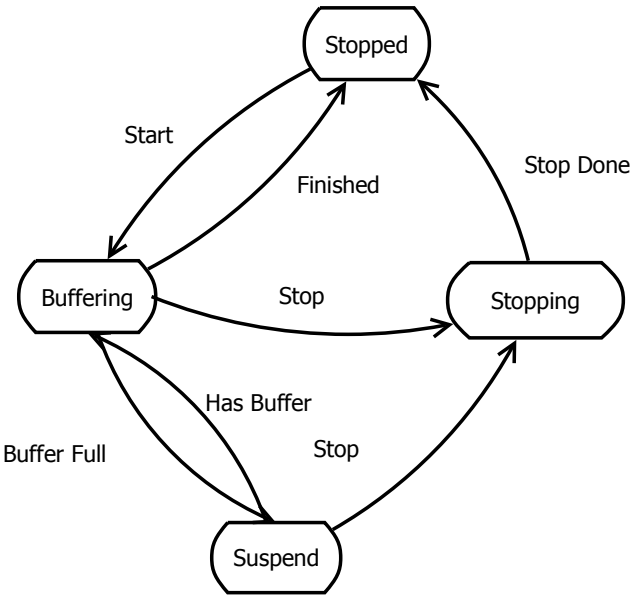 Stopped
Start
Stop Done
Finished
Buffering
Stop
Stopping
Has Buffer
Stop
Buffer Full
Suspend